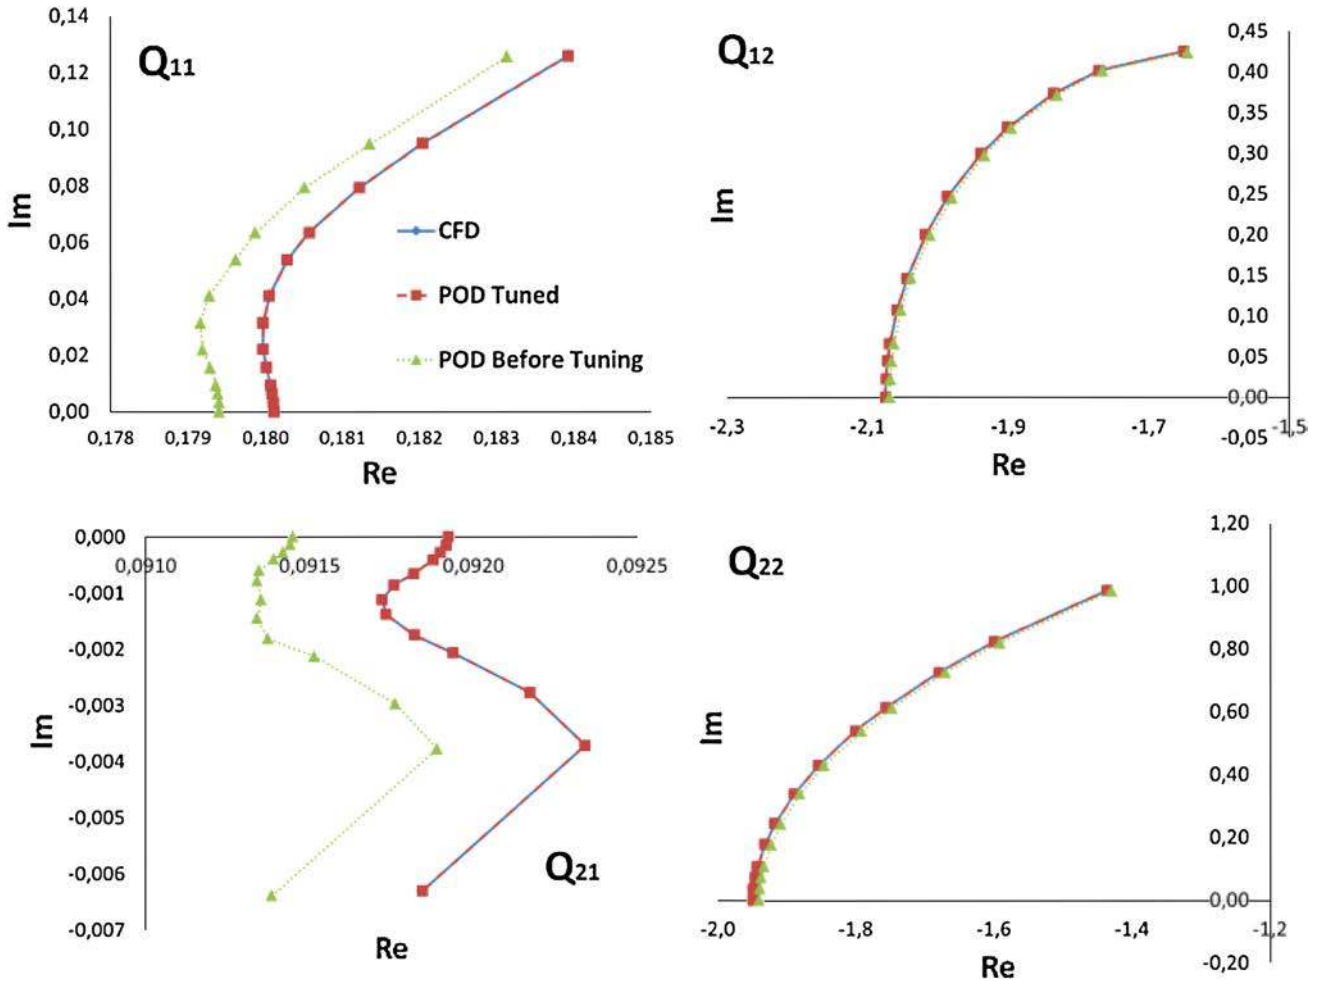 Q11
0,14
0,12
0,10
0,08
0,06
0,04
0,02
0,00
Im
0,178 0,179 0,180 0,181 0,182 0,183 0,184 0,185
Re
CFD
POD Tuned
POD Before Tuning
Q12
0,45
0,40
0,35
0,30
0,25
0,20
0,15
0,10
0,05
0,00
-0,05
Im
-2,3 -2,1 -1,9 -1,7 -1,5
Re
0,000
-0,001
-0,002
-0,003
-0,004
-0,005
-0,006
-0,007
0,0910 0,0915 0,0920 0,0925
Im
Q21
Re
Q22
1,20
1,00
0,80
0,60
0,40
0,20
0,00
-0,20
Im
-2,0 -1,8 -1,6 -1,4 -1,2
Re